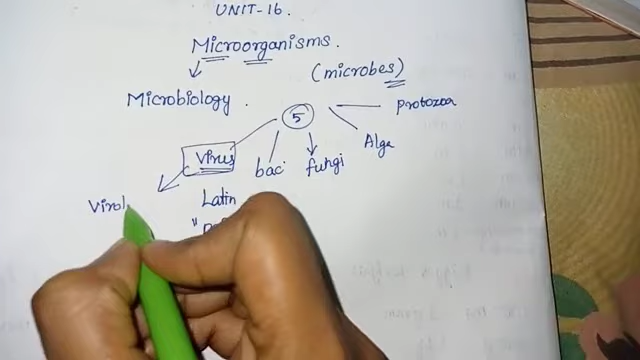 UNIT-16.
Microorganisms.
(microbes)
Microbiology.
5
protozoa
Virus
bac
fungi
Alga
Latin
Virol